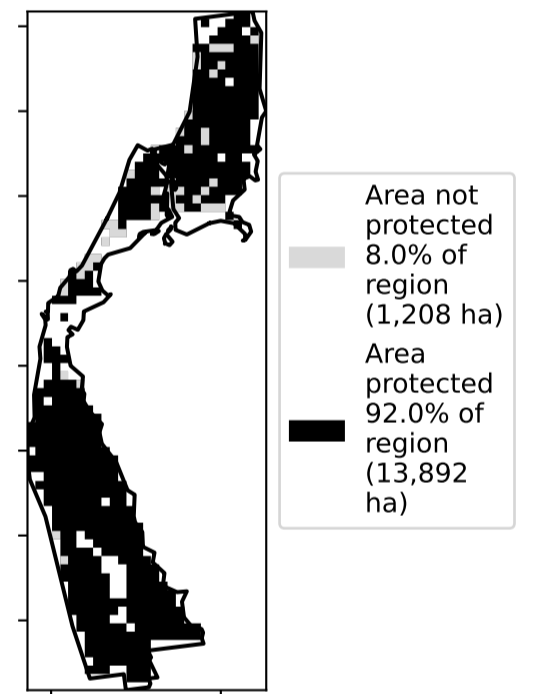 Area not
protected
8.0% of
region
(1,208 ha)
Area
protected
92.0% of
region
(13,892
ha)